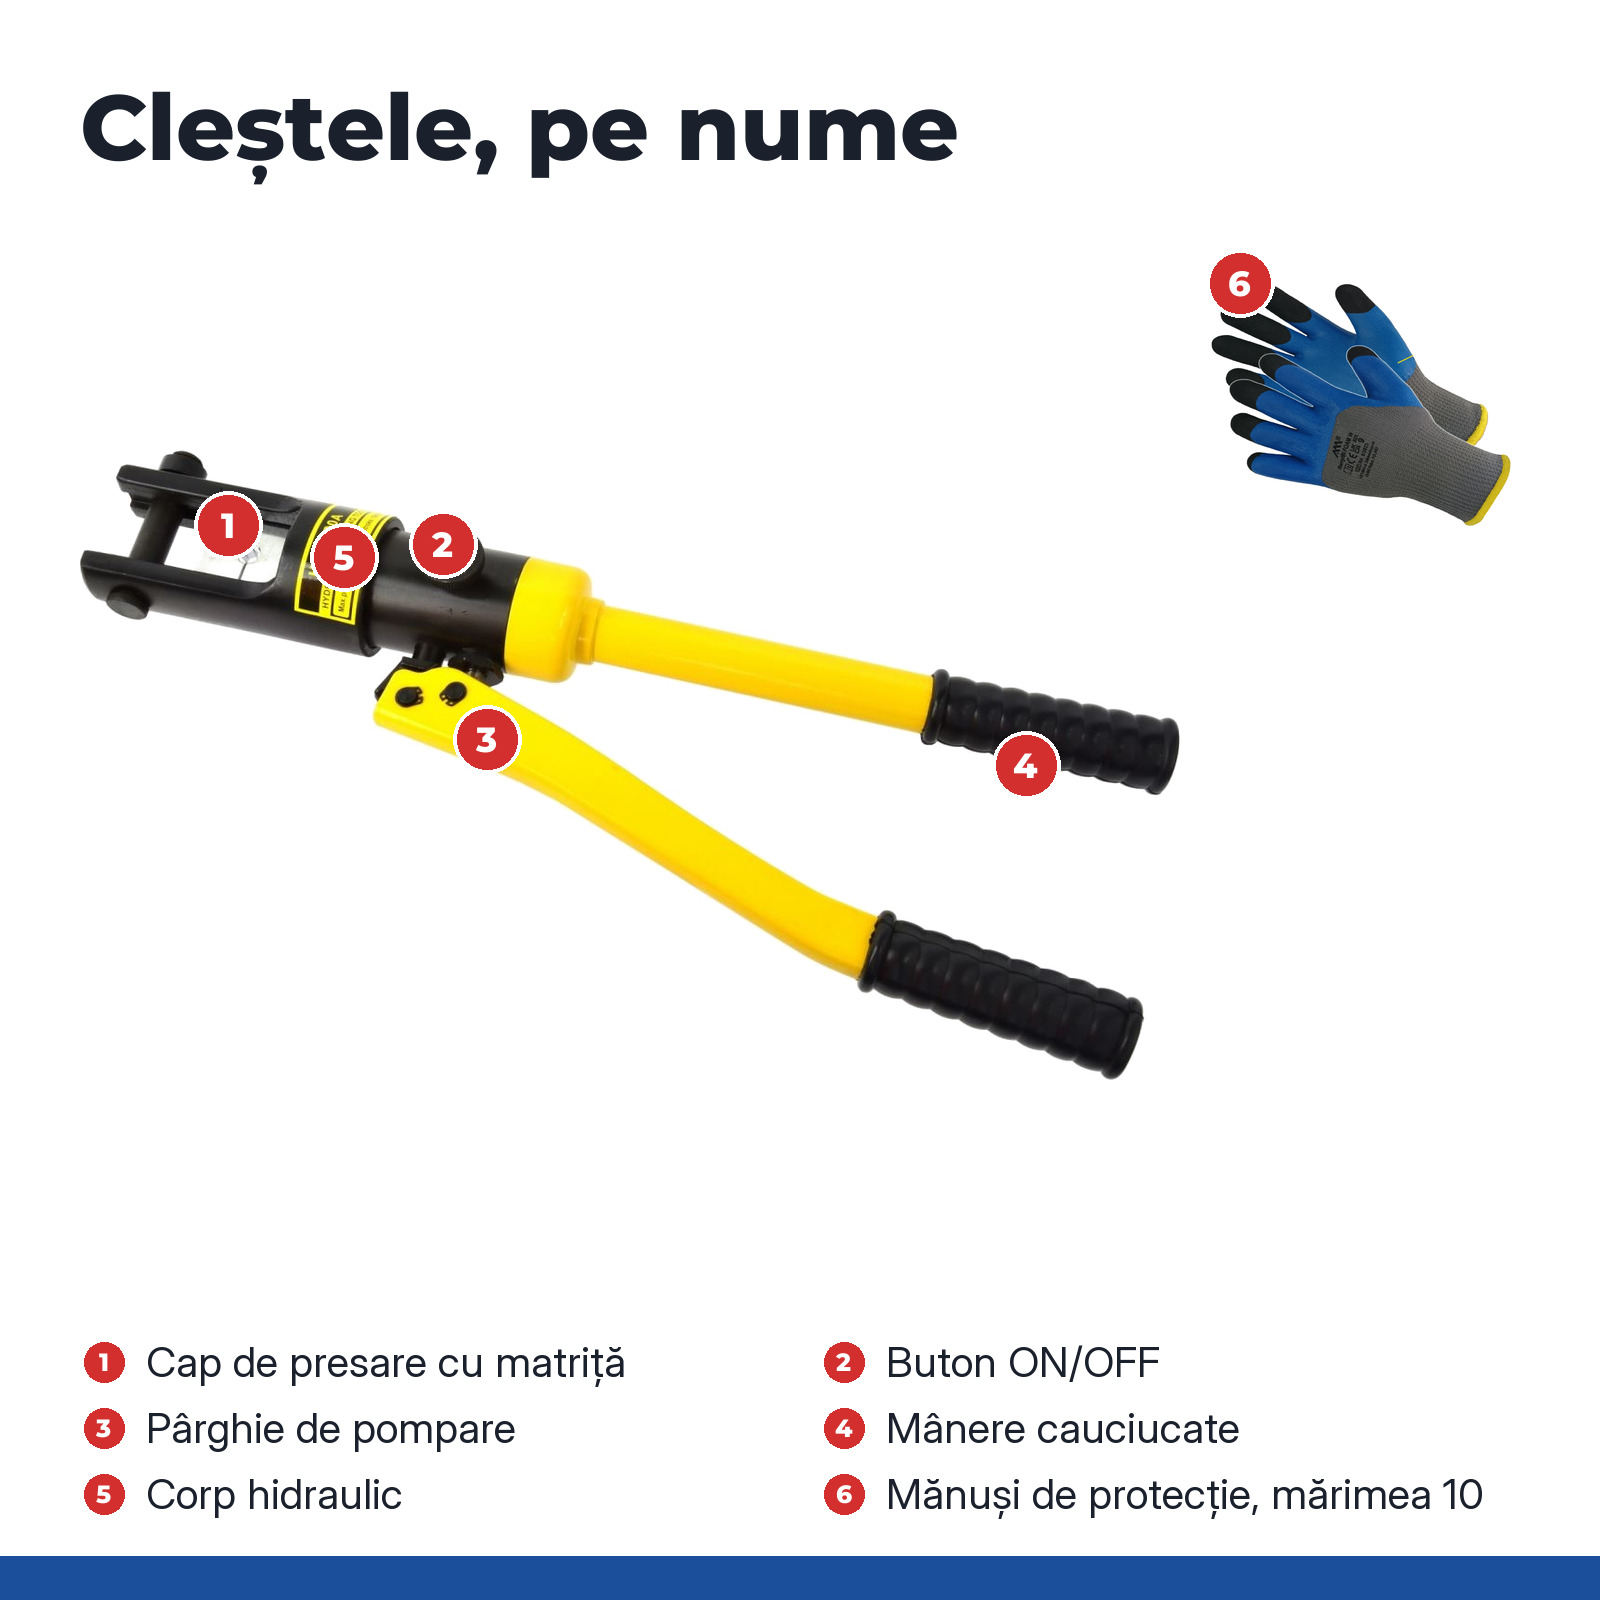 Cleștele, pe nume
6
1
5
2
3
4
1 Cap de presare cu matriță
2 Buton ON/OFF
3 Pârghie de pompare
4 Mânere cauciucate
5 Corp hidraulic
6 Mănuși de protecție, mărimea 10